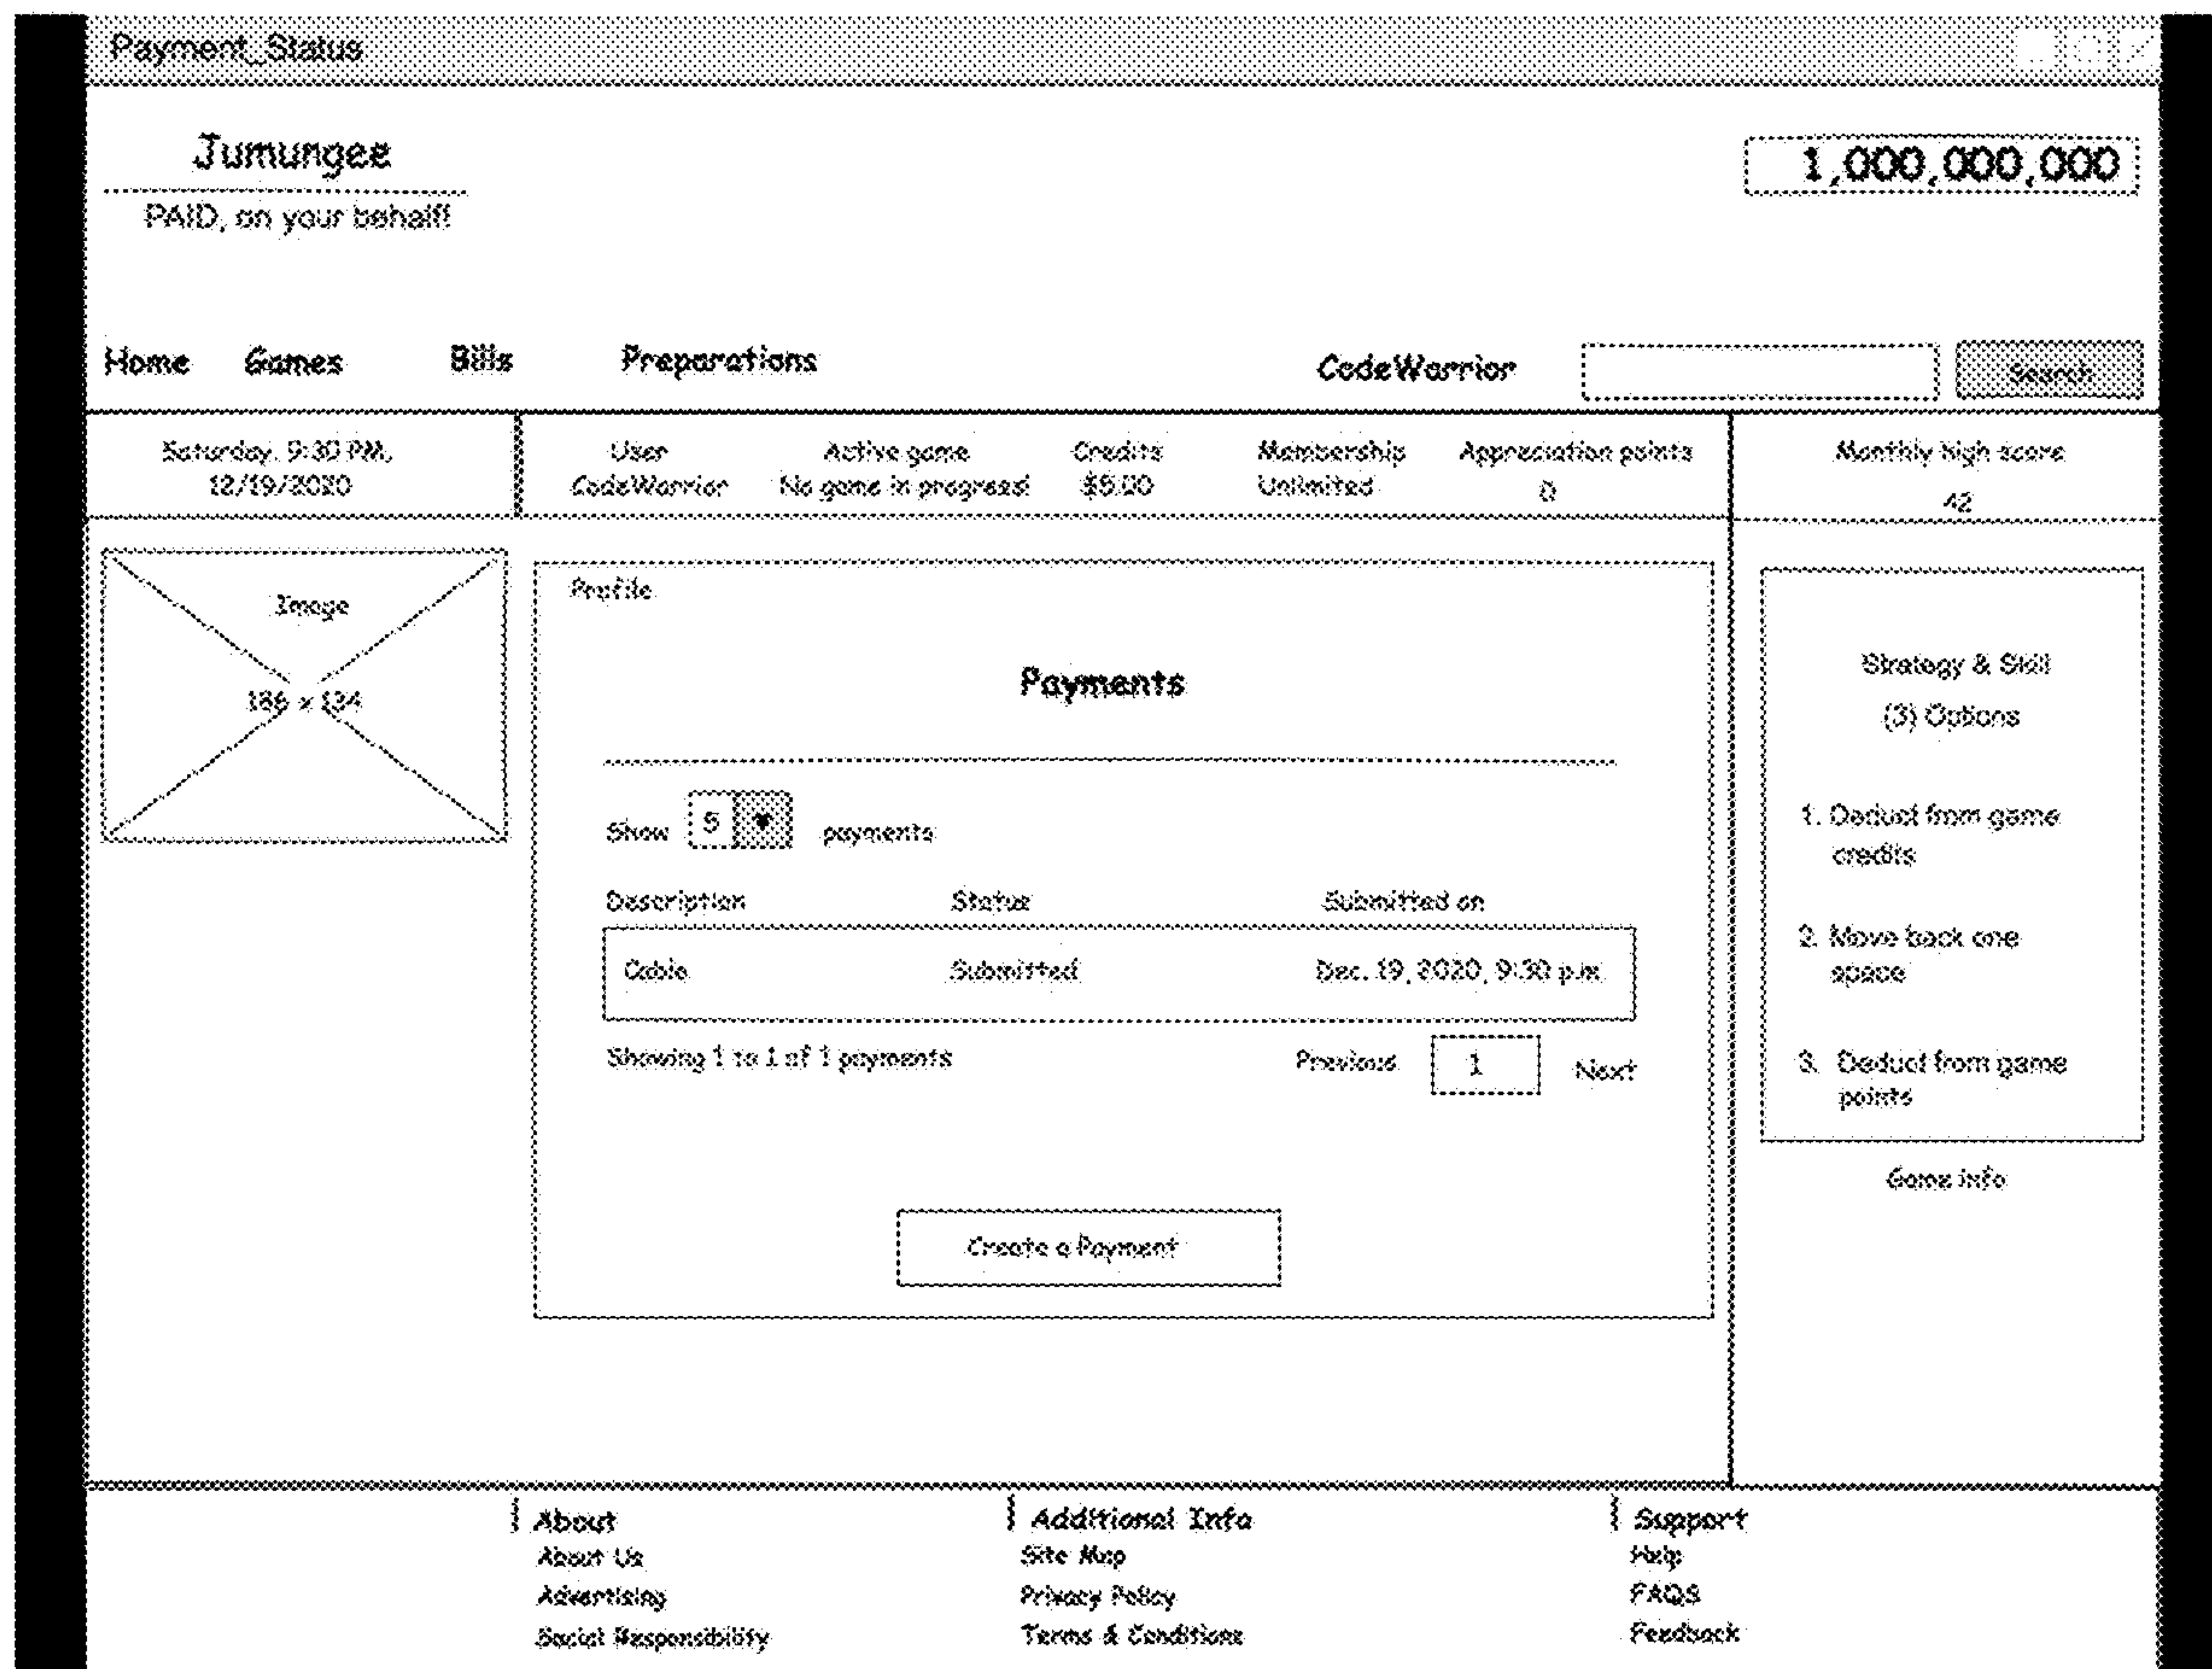 Payment_Status
Jumungee
1,000,000,000
PAID, on your behalf!
Home Games Bills Preparations CodeWarrior Search
Saturday, 9:30 PM,
12/19/2020
User Active game Credits Membership Appreciation points
CodeWarrior No game in progress! $5.00 Unlimited 0
Monthly high score
42
Image
186 x 134
Profile
Payments
Show 5 payments
Description Status Submitted on
Cable Submitted Dec. 19, 2020, 9:30 p.m.
Showing 1 to 1 of 1 payments Previous 1 Next
Create a Payment
Strategy & Skill
(3) Options
1. Deduct from game
credits
2. Move back one
space
3. Deduct from game
points
Game info
About
About Us
Advertising
Social Responsibility
Additional Info
Site Map
Privacy Policy
Terms & Conditions
Support
Help
FAQS
Feedback